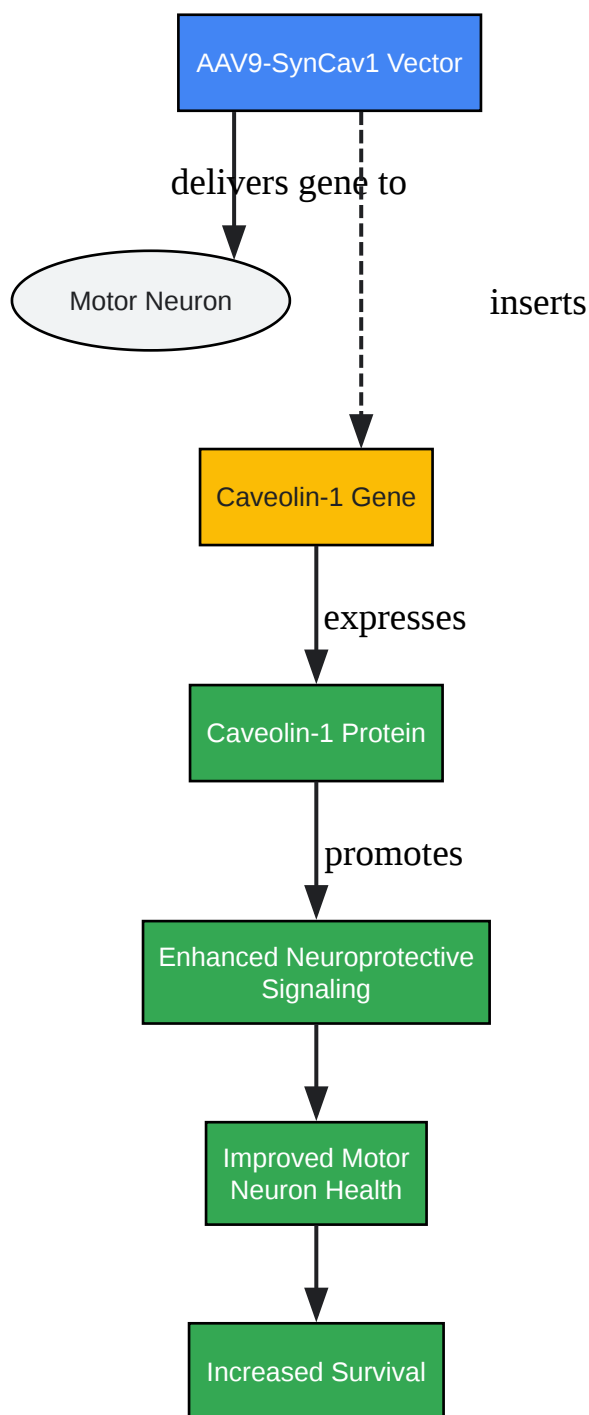 AAV9-SynCav1 Vector
delivers gene to
Motor Neuron
inserts
Caveolin-1 Gene
expresses
Caveolin-1 Protein
promotes
Enhanced Neuroprotective
Signaling
Improved Motor
Neuron Health
Increased Survival